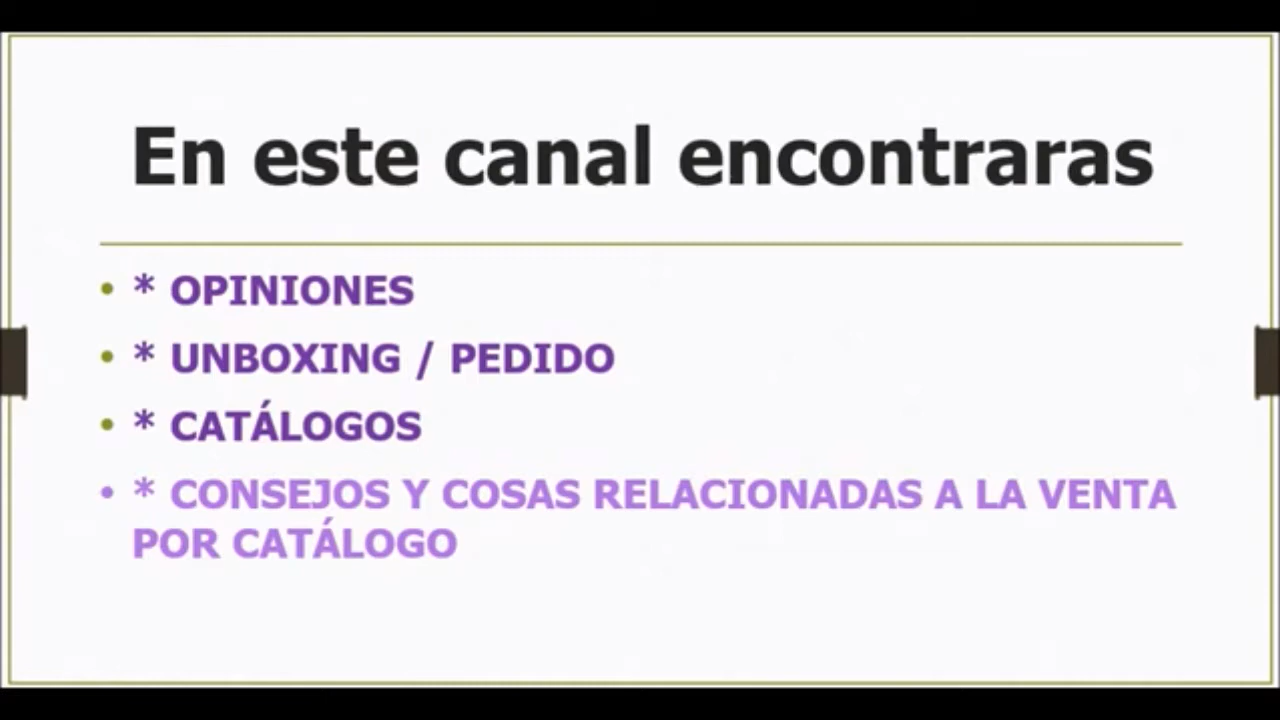 En este canal encontraras
• * OPINIONES
• * UNBOXING / PEDIDO
• * CATÁLOGOS
• * CONSEJOS Y COSAS RELACIONADAS A LA VENTA
POR CATÁLOGO